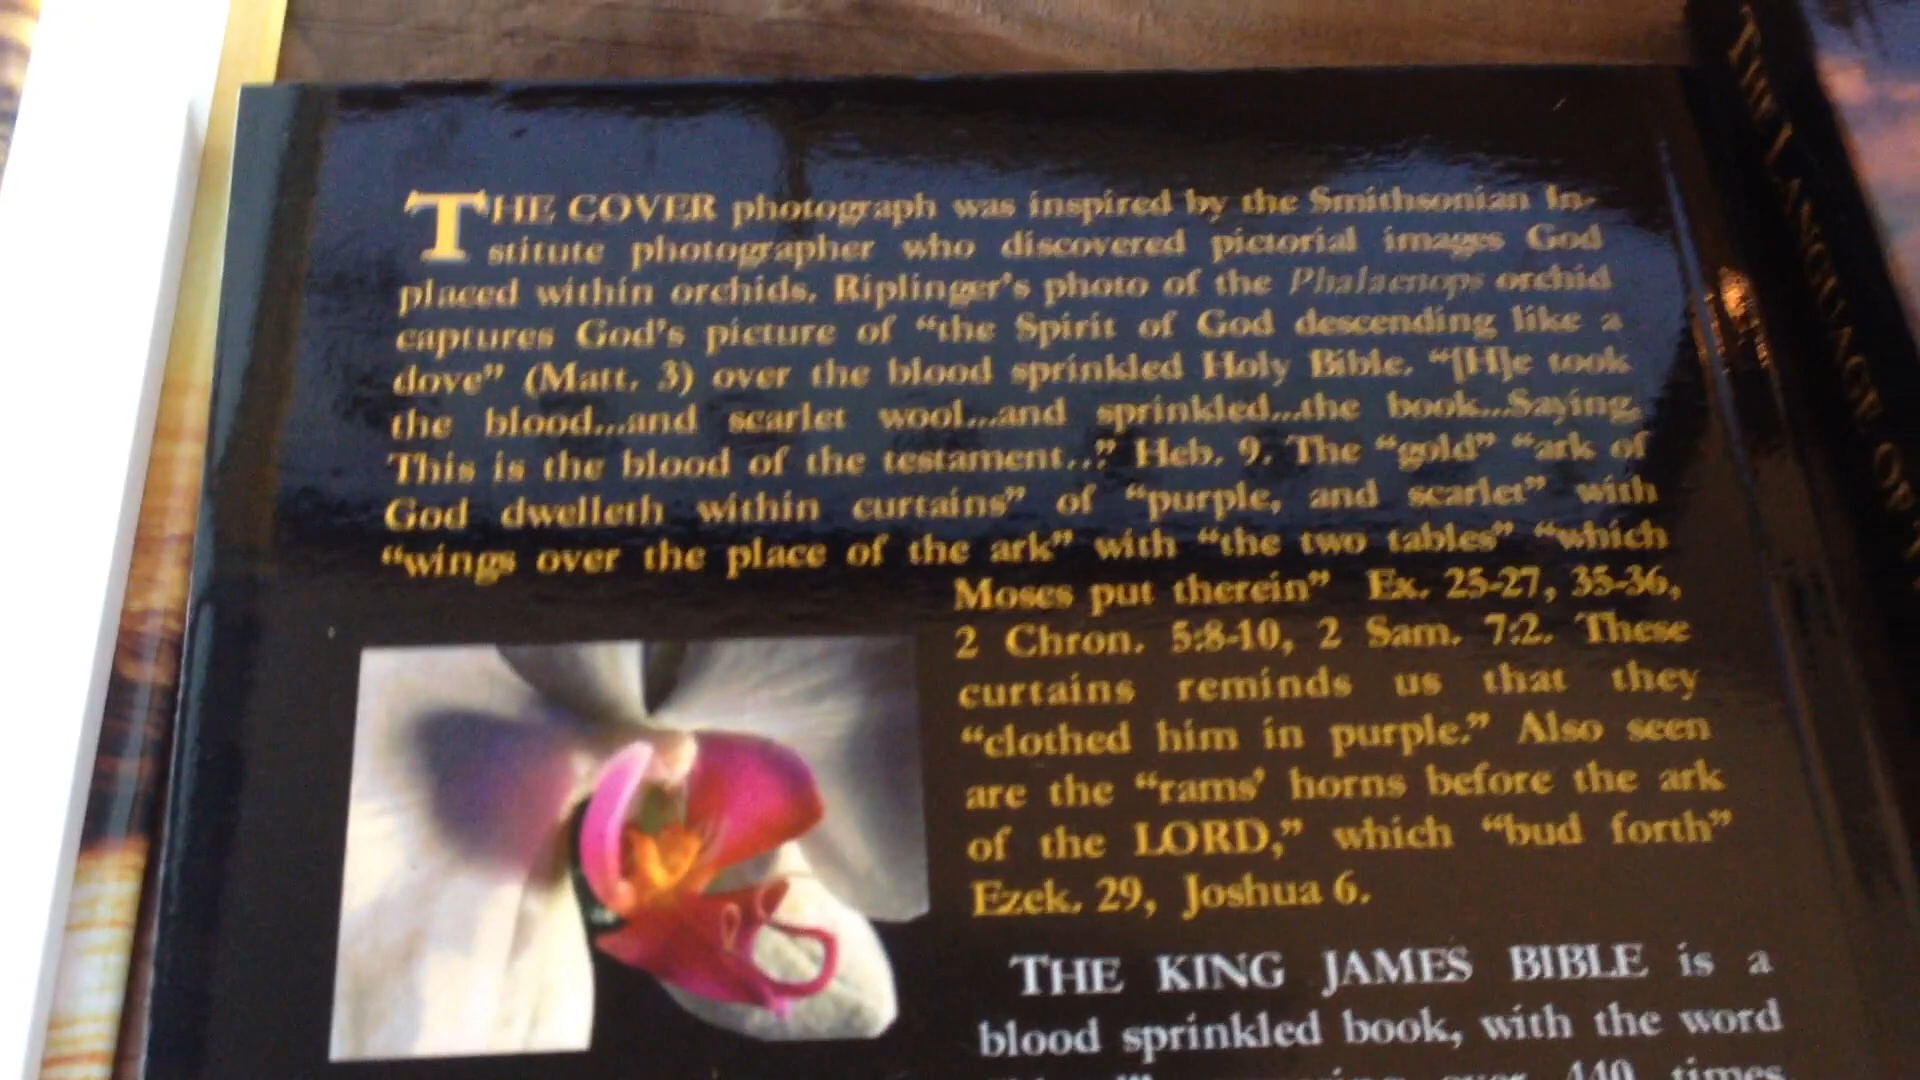 THE COVER photograph was inspired by the Smithsonian In-
stitute photographer who discovered pictorial images God
placed within orchids. Riplinger's photo of the Phalaenops orchid
captures God's picture of "the Spirit of God descending like a
dove" (Matt. 3) over the blood sprinkled Holy Bible. "[H]e took
the blood...and scarlet wool...and sprinkled...the book...Saying,
This is the blood of the testament..." Heb. 9. The "gold" "ark of
God dwelleth within curtains" of "purple, and scarlet" with
"wings over the place of the ark" with "the two tables" "which
Moses put therein" Ex. 25-27, 35-36,
2 Chron. 5:8-10, 2 Sam. 7:2. These
curtains reminds us that they
"clothed him in purple." Also seen
are the "rams' horns before the ark
of the LORD," which "bud forth"
Ezek. 29, Joshua 6.
THE KING JAMES BIBLE is a
blood sprinkled book, with the word
over 440 times
THE LANGUAGE OF